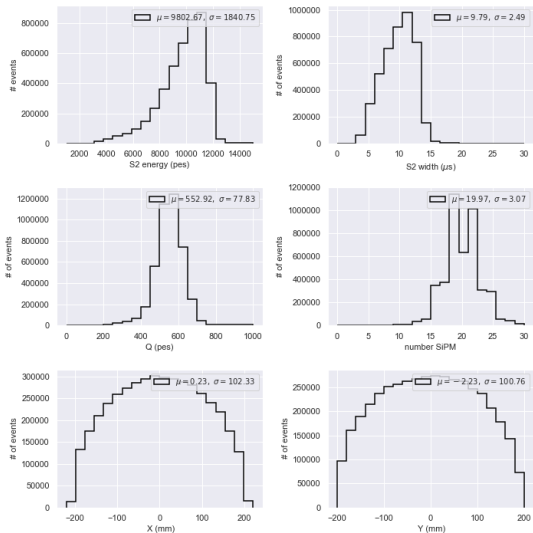 μ = 9802.67, σ = 1840.75
800000
600000
400000
200000
0
# events
2000 4000 6000 8000 10000 12000 14000
S2 energy (pes)
μ = 9.79, σ = 2.49
1000000
800000
600000
400000
200000
0
# of events
0 5 10 15 20 25 30
S2 width (μs)
μ = 552.92, σ = 77.83
1200000
1000000
800000
600000
400000
200000
0
# of events
0 200 400 600 800 1000
Q (pes)
μ = 19.97, σ = 3.07
1200000
1000000
800000
600000
400000
200000
0
# of events
0 5 10 15 20 25 30
number SiPM
μ = 0.23, σ = 102.33
300000
250000
200000
150000
100000
50000
0
# of events
−200 −100 0 100 200
X (mm)
μ = −2.23, σ = 100.76
250000
200000
150000
100000
50000
0
# of events
−200 −100 0 100 200
Y (mm)